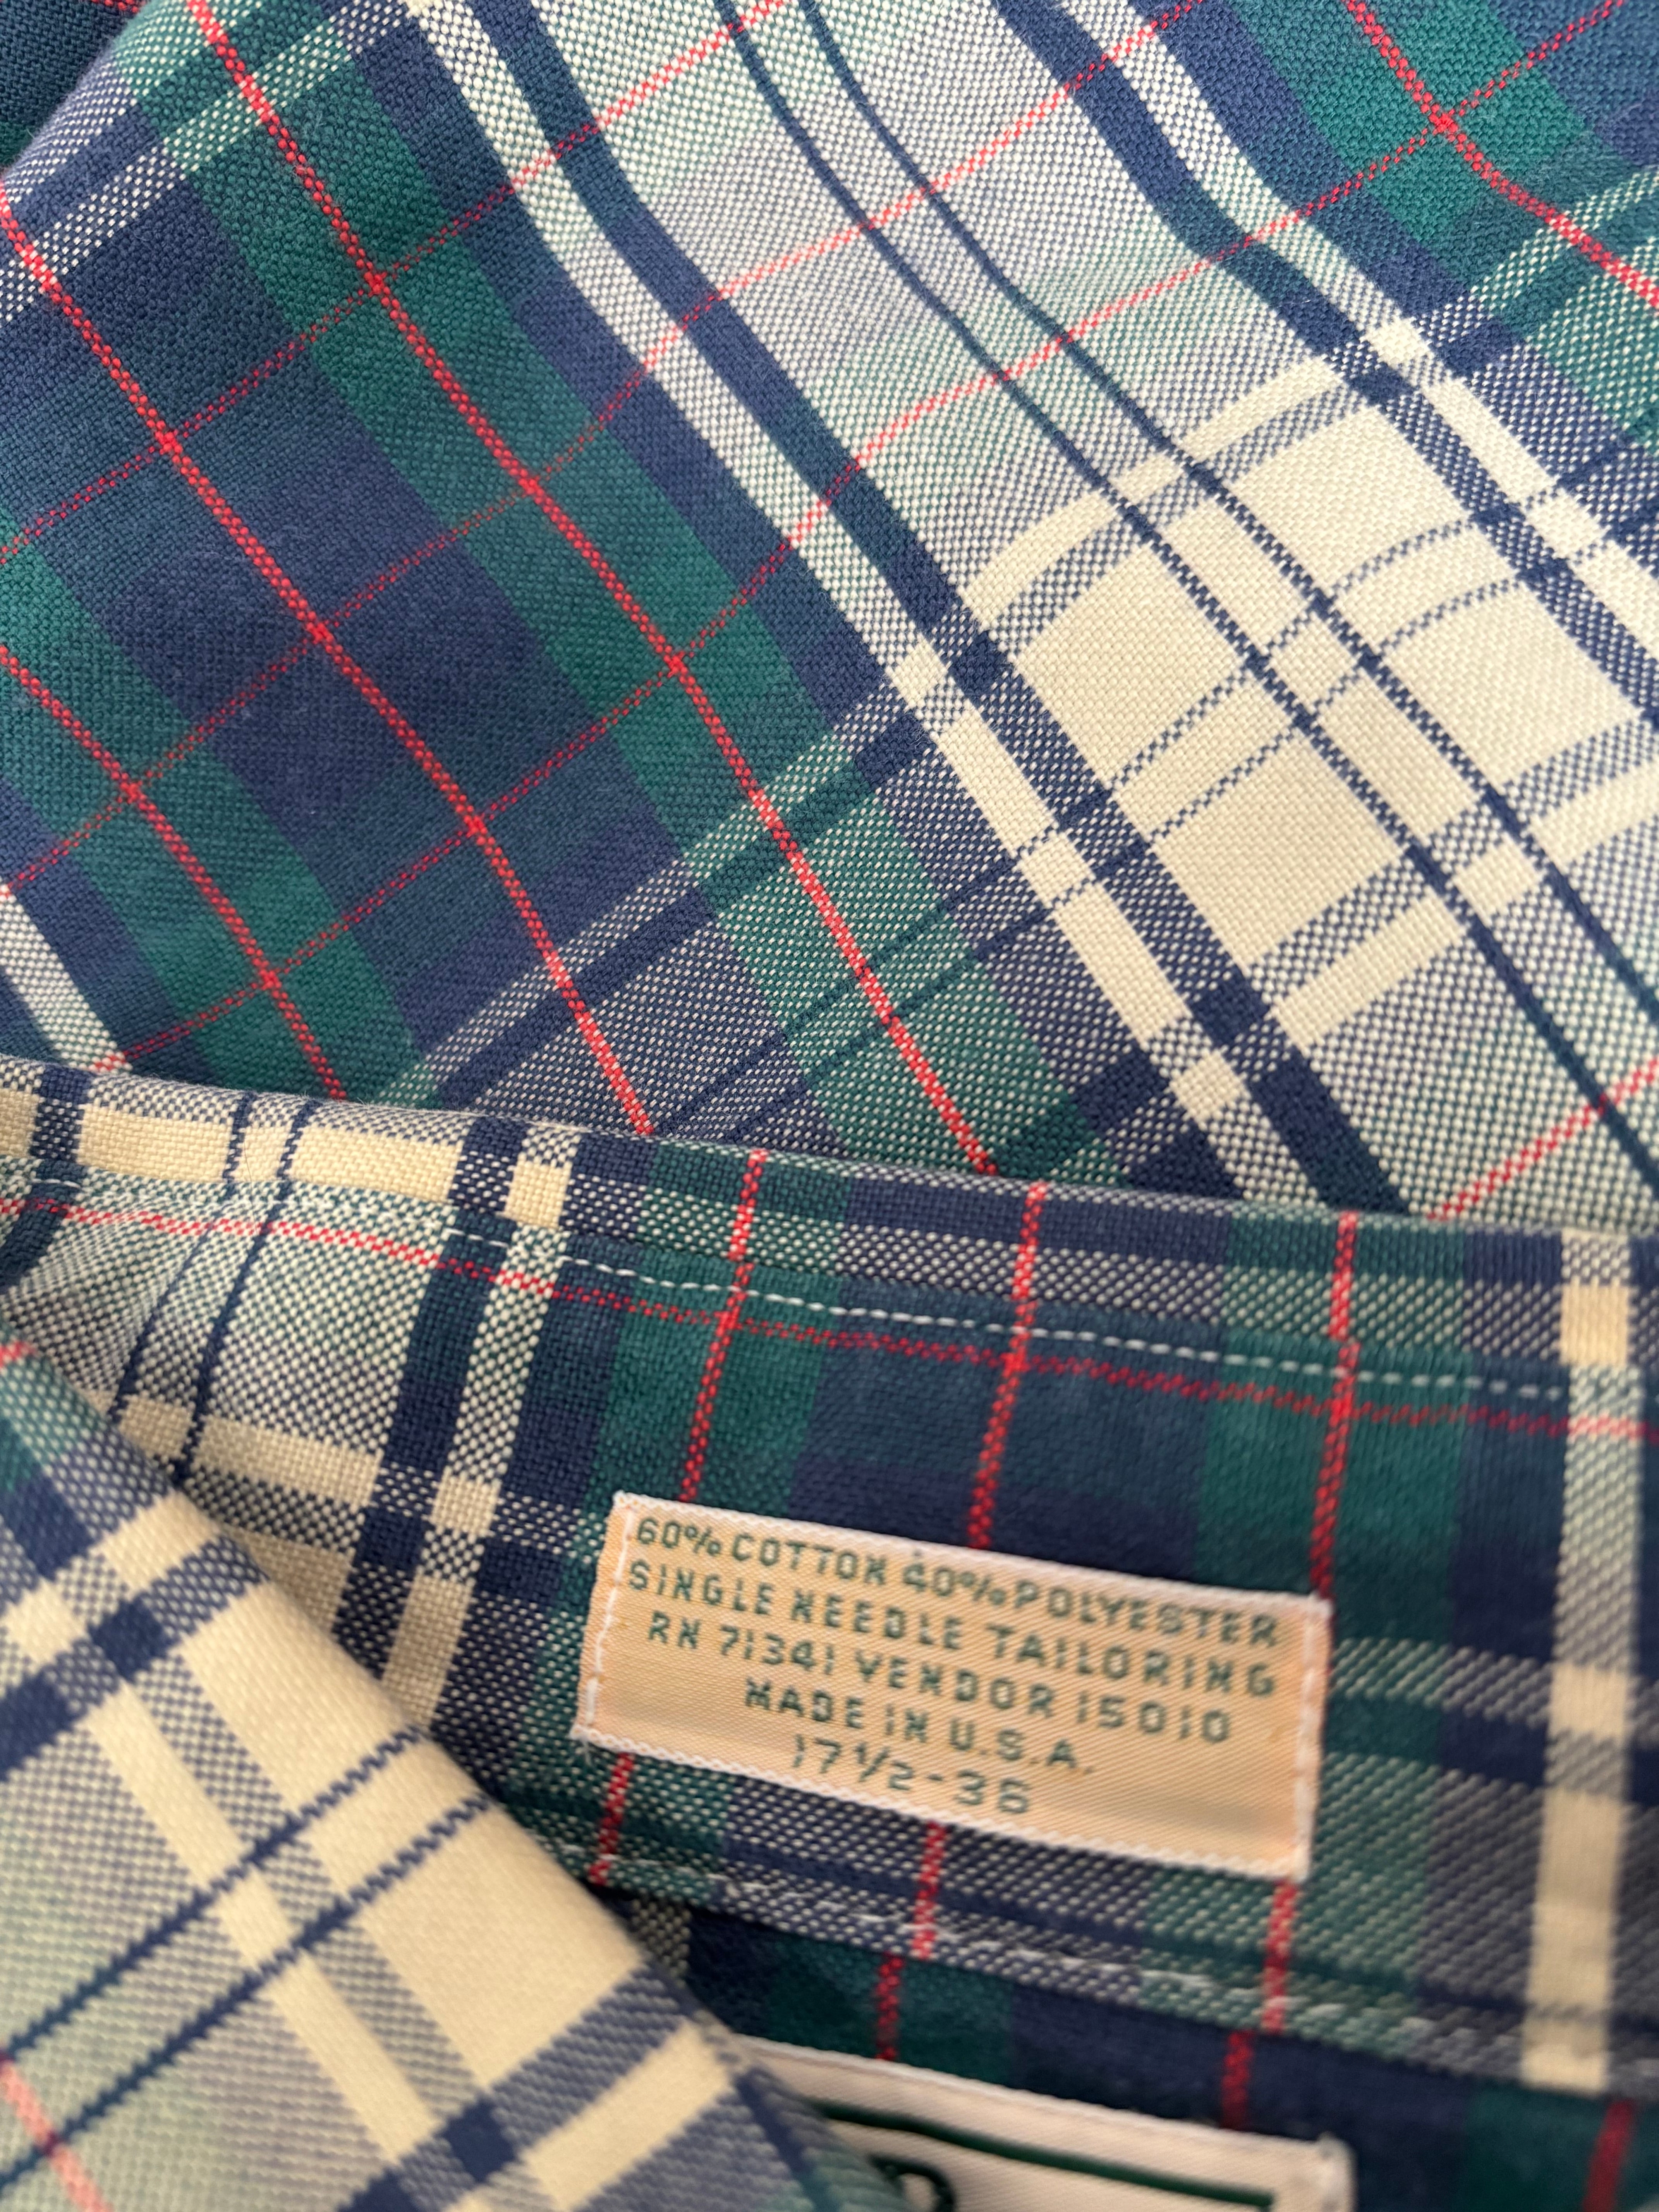 60% COTTON 40% POLYESTER
SINGLE NEEDLE TAILORING
RN 71341 VENDOR 15010
MADE IN U.S.A.
17½-36